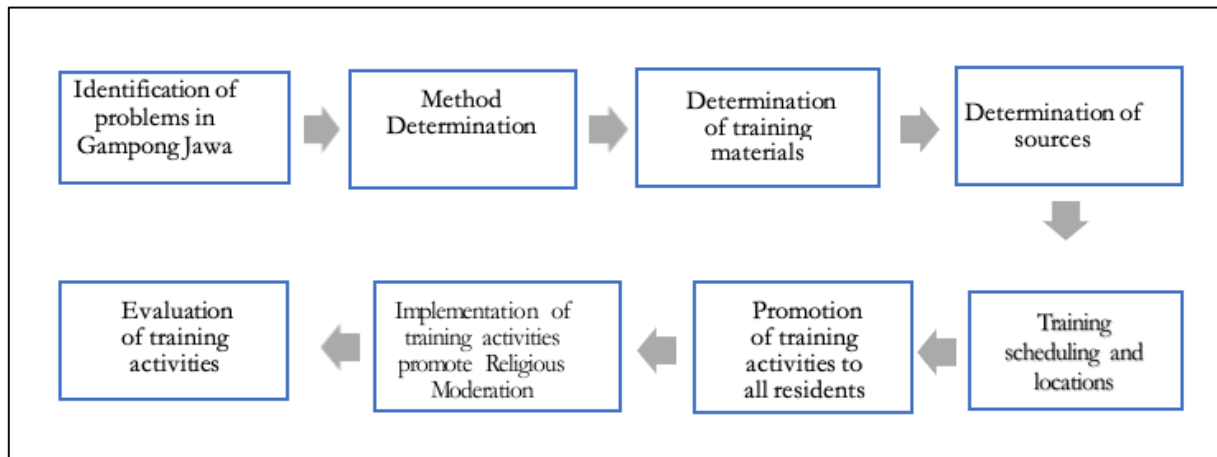 Identification of
problems in
Gampong Jawa
Method
Determination
Determination
of training
materials
Determination of
sources
Training
scheduling and
locations
Promotion
of training
activities to
all residents
Implementation of
training activities
promote Religious
Moderation
Evaluation
of training
activities